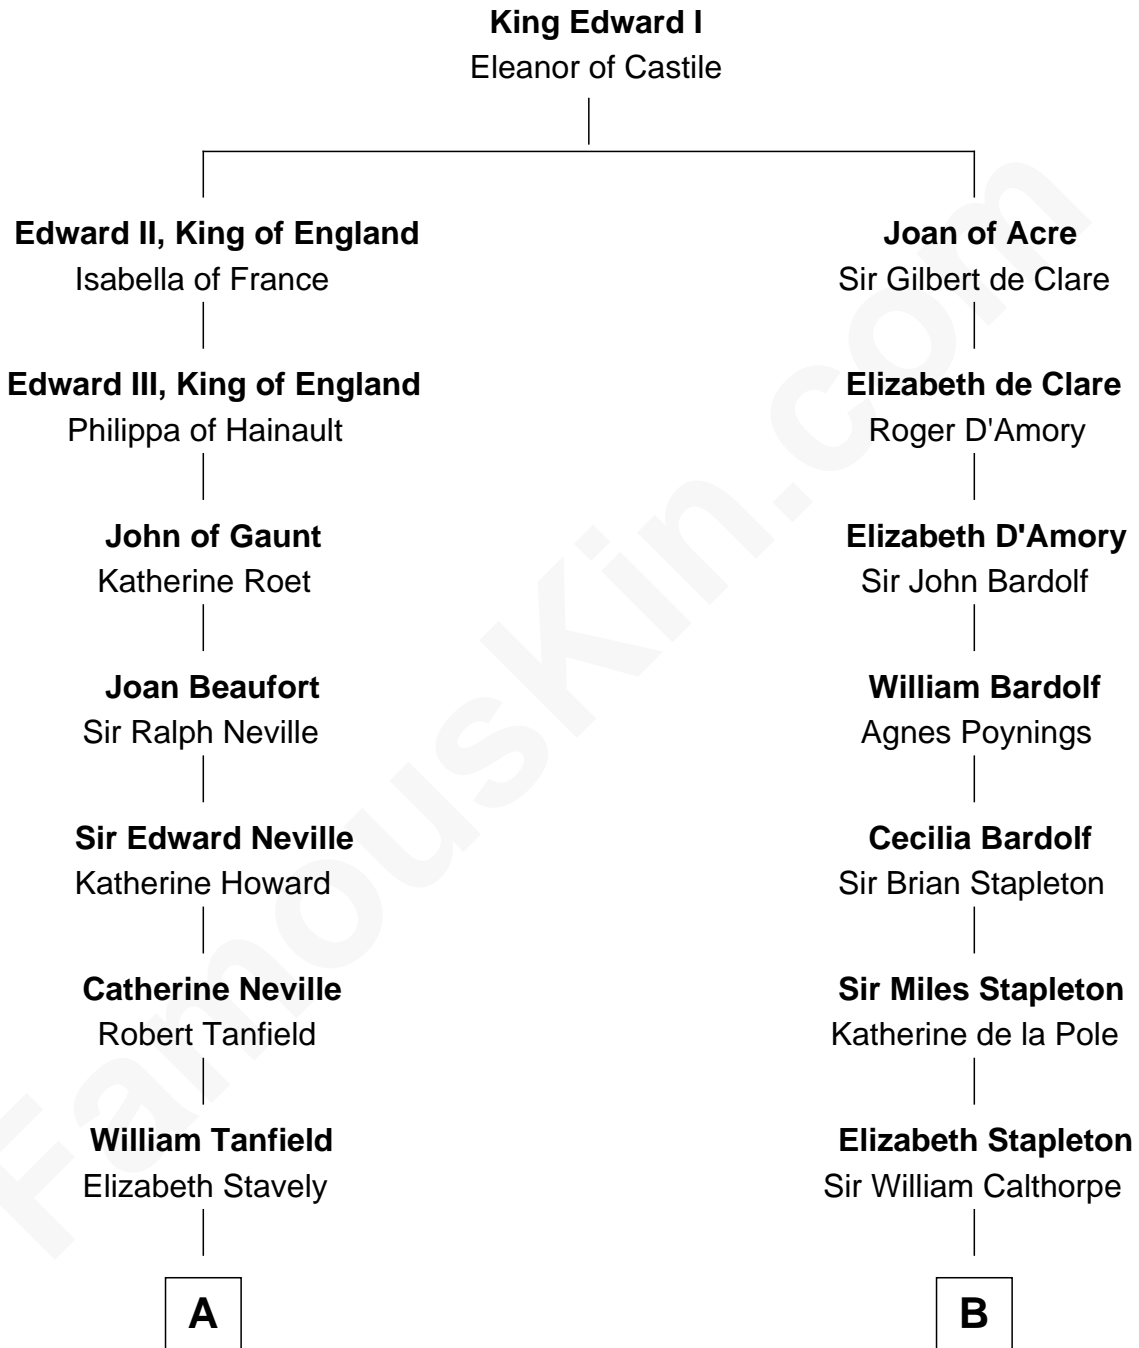 King Edward I
Eleanor of Castile
Edward II, King of England
Isabella of France
Joan of Acre
Sir Gilbert de Clare
Edward III, King of England
Philippa of Hainault
Elizabeth de Clare
Roger D'Amory
John of Gaunt
Katherine Roet
Elizabeth D'Amory
Sir John Bardolf
Joan Beaufort
Sir Ralph Neville
William Bardolf
Agnes Poynings
Sir Edward Neville
Katherine Howard
Cecilia Bardolf
Sir Brian Stapleton
Catherine Neville
Robert Tanfield
Sir Miles Stapleton
Katherine de la Pole
William Tanfield
Elizabeth Stavely
Elizabeth Stapleton
Sir William Calthorpe
A
B
FamousKin.com